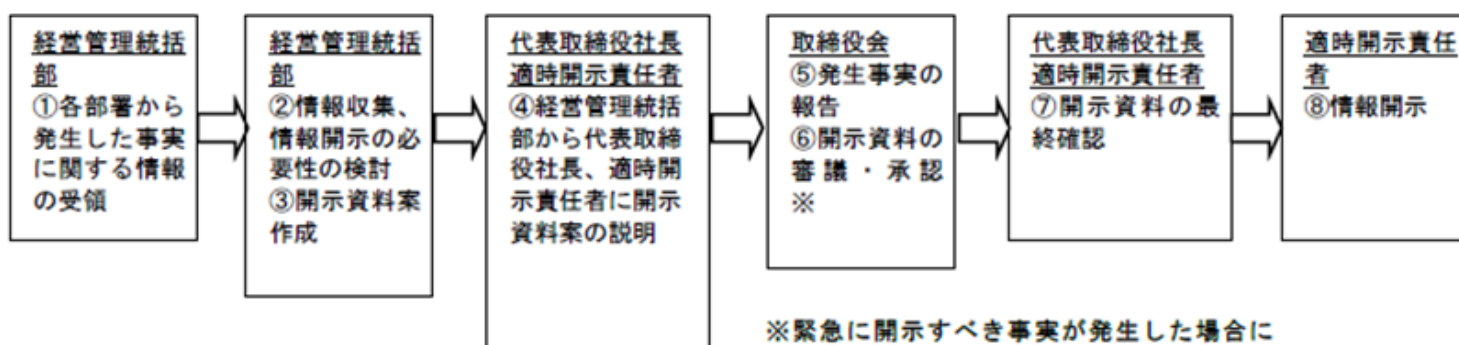 経営管理統括
部
①各部署から
発生した事実
に関する情報
の受領
経営管理統括
部
②情報収集、
情報開示の必
要性の検討
③開示資料案
作成
代表取締役社長
適時開示責任者
④経営管理統括
部から代表取締
役社長、適時開
示責任者に開示
資料案の説明
取締役会
⑤発生事実の
報告
⑥開示資料の
審議・承認
※
代表取締役社長
適時開示責任者
⑦開示資料の最
終確認
適時開示責任
者
⑧情報開示
※緊急に開示すべき事実が発生した場合に